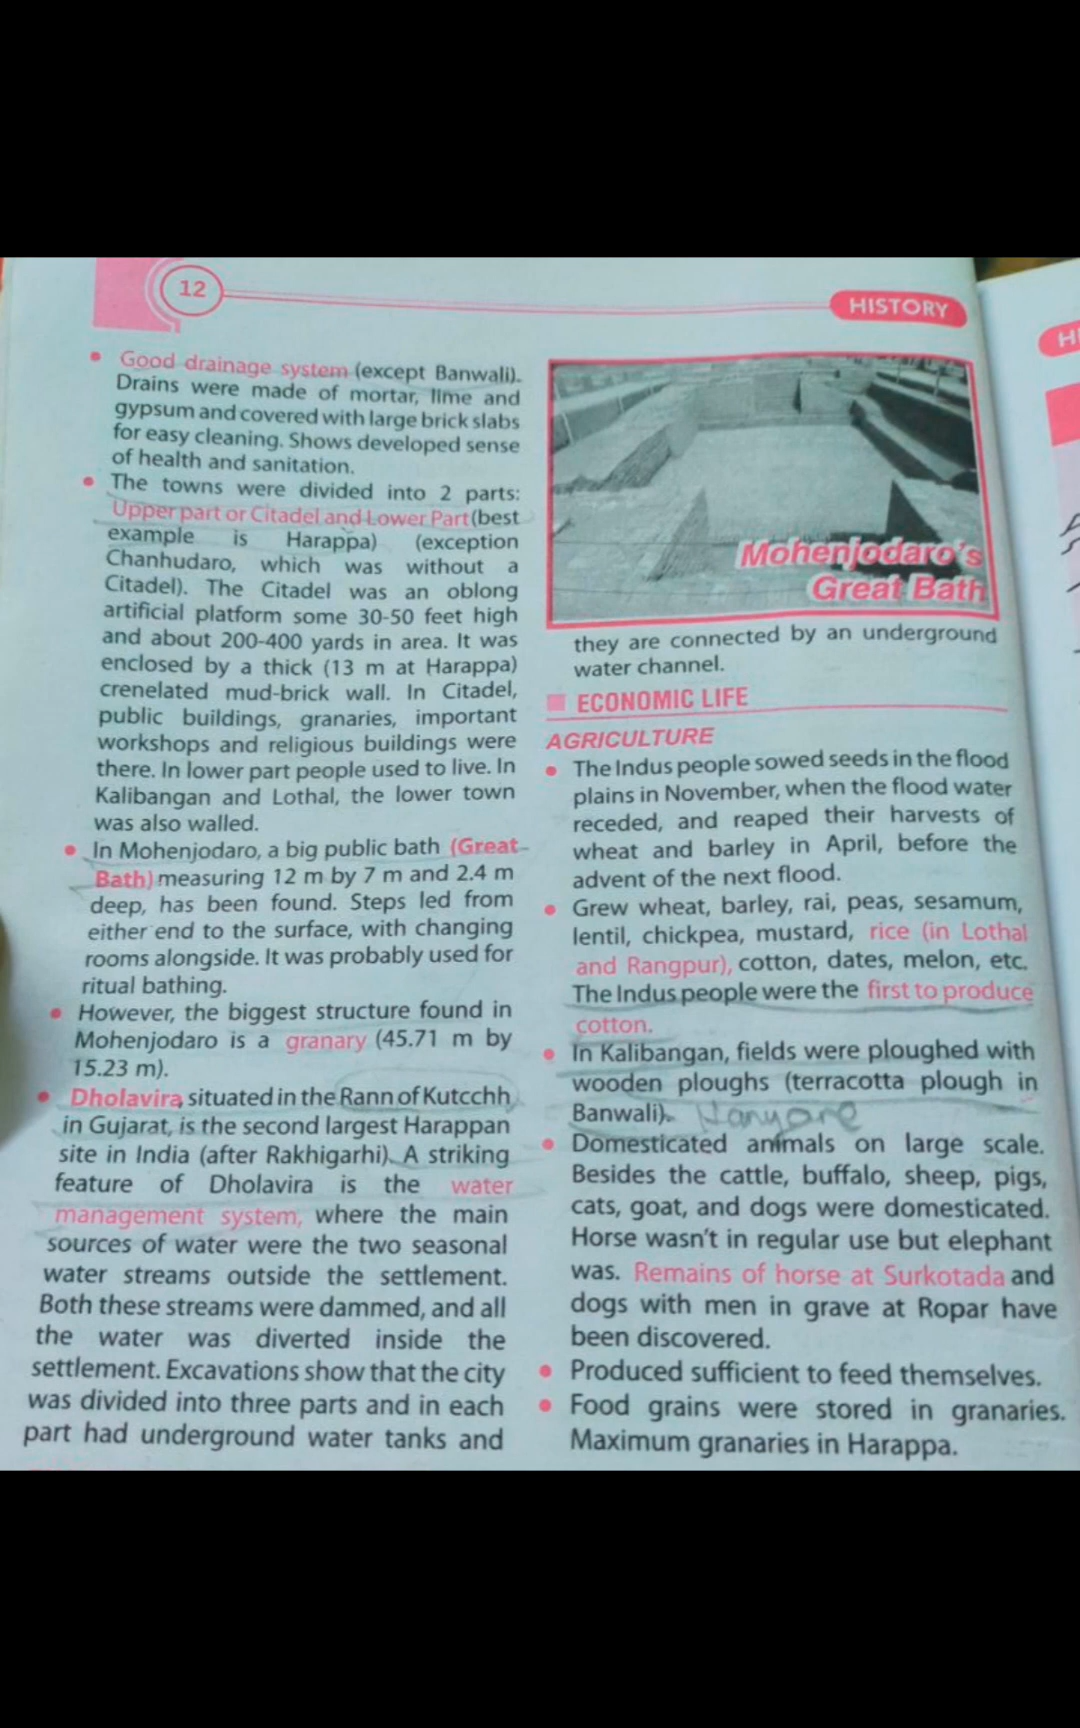 12
HISTORY
• Good drainage system (except Banwali).
Drains were made of mortar, lime and
gypsum and covered with large brick slabs
for easy cleaning. Shows developed sense
of health and sanitation.
• The towns were divided into 2 parts:
Upper part or Citadel and Lower Part (best
example is Harappa) (exception
Chanhudaro, which was without a
Citadel). The Citadel was an oblong
artificial platform some 30-50 feet high
and about 200-400 yards in area. It was
enclosed by a thick (13 m at Harappa)
crenelated mud-brick wall. In Citadel,
public buildings, granaries, important
workshops and religious buildings were
there. In lower part people used to live. In
Kalibangan and Lothal, the lower town
was also walled.
• In Mohenjodaro, a big public bath (Great
Bath) measuring 12 m by 7 m and 2.4 m
deep, has been found. Steps led from
either end to the surface, with changing
rooms alongside. It was probably used for
ritual bathing.
• However, the biggest structure found in
Mohenjodaro is a granary (45.71 m by
15.23 m).
• Dholavira, situated in the Rann of Kutcchh
in Gujarat, is the second largest Harappan
site in India (after Rakhigarhi). A striking
feature of Dholavira is the water
management system, where the main
sources of water were the two seasonal
water streams outside the settlement.
Both these streams were dammed, and all
the water was diverted inside the
settlement. Excavations show that the city
was divided into three parts and in each
part had underground water tanks and
Mohenjodaro's
Great Bath
they are connected by an underground
water channel.
ECONOMIC LIFE
AGRICULTURE
• The Indus people sowed seeds in the flood
plains in November, when the flood water
receded, and reaped their harvests of
wheat and barley in April, before the
advent of the next flood.
• Grew wheat, barley, rai, peas, sesamum,
lentil, chickpea, mustard, rice (in Lothal
and Rangpur), cotton, dates, melon, etc.
The Indus people were the first to produce
cotton.
• In Kalibangan, fields were ploughed with
wooden ploughs (terracotta plough in
Banwali).
• Domesticated animals on large scale.
Besides the cattle, buffalo, sheep, pigs,
cats, goat, and dogs were domesticated.
Horse wasn't in regular use but elephant
was. Remains of horse at Surkotada and
dogs with men in grave at Ropar have
been discovered.
• Produced sufficient to feed themselves.
• Food grains were stored in granaries.
Maximum granaries in Harappa.